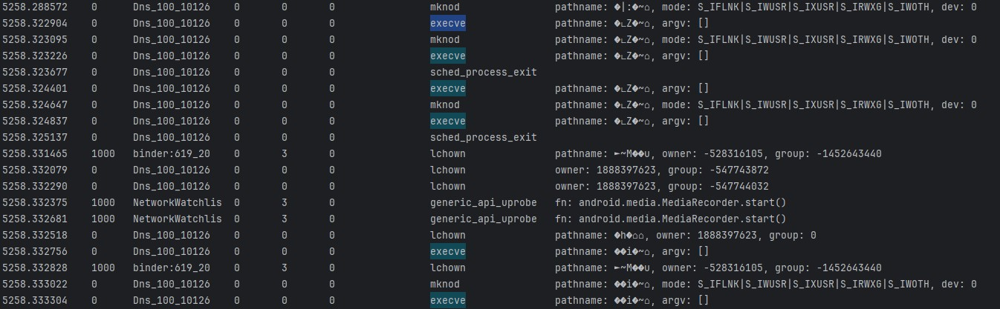 5258.288572 0 Dns_100_10126 0 0 0 mknod pathname: �|:�~⌂, mode: S_IFLNK|S_IWUSR|S_IXUSR|S_IRWXG|S_IWOTH, dev: 0
5258.322904 0 Dns_100_10126 0 0 0 execve pathname: �∟Z�~⌂, argv: []
5258.323095 0 Dns_100_10126 0 0 0 mknod pathname: �∟Z�~⌂, mode: S_IFLNK|S_IWUSR|S_IXUSR|S_IRWXG|S_IWOTH, dev: 0
5258.323226 0 Dns_100_10126 0 0 0 execve pathname: �∟Z�~⌂, argv: []
5258.323677 0 Dns_100_10126 0 0 0 sched_process_exit
5258.324401 0 Dns_100_10126 0 0 0 execve pathname: �∟Z�~⌂, argv: []
5258.324647 0 Dns_100_10126 0 0 0 mknod pathname: �∟Z�~⌂, mode: S_IFLNK|S_IWUSR|S_IXUSR|S_IRWXG|S_IWOTH, dev: 0
5258.324837 0 Dns_100_10126 0 0 0 execve pathname: �∟Z�~⌂, argv: []
5258.325137 0 Dns_100_10126 0 0 0 sched_process_exit
5258.331465 1000 binder:619_20 0 3 0 lchown pathname: ►~M��u, owner: -528316105, group: -1452643440
5258.332079 0 Dns_100_10126 0 0 0 lchown owner: 1888397623, group: -547743872
5258.332290 0 Dns_100_10126 0 0 0 lchown owner: 1888397623, group: -547744032
5258.332375 1000 NetworkWatchlis 0 3 0 generic_api_uprobe fn: android.media.MediaRecorder.start()
5258.332681 1000 NetworkWatchlis 0 3 0 generic_api_uprobe fn: android.media.MediaRecorder.start()
5258.332518 0 Dns_100_10126 0 0 0 lchown pathname: �h�⌂⌂, owner: 1888397623, group: 0
5258.332756 0 Dns_100_10126 0 0 0 execve pathname: ��i�~⌂, argv: []
5258.332828 1000 binder:619_20 0 3 0 lchown pathname: ►~M��u, owner: -528316105, group: -1452643440
5258.333022 0 Dns_100_10126 0 0 0 mknod pathname: ��i�~⌂, mode: S_IFLNK|S_IWUSR|S_IXUSR|S_IRWXG|S_IWOTH, dev: 0
5258.333304 0 Dns_100_10126 0 0 0 execve pathname: ��i�~⌂, argv: []